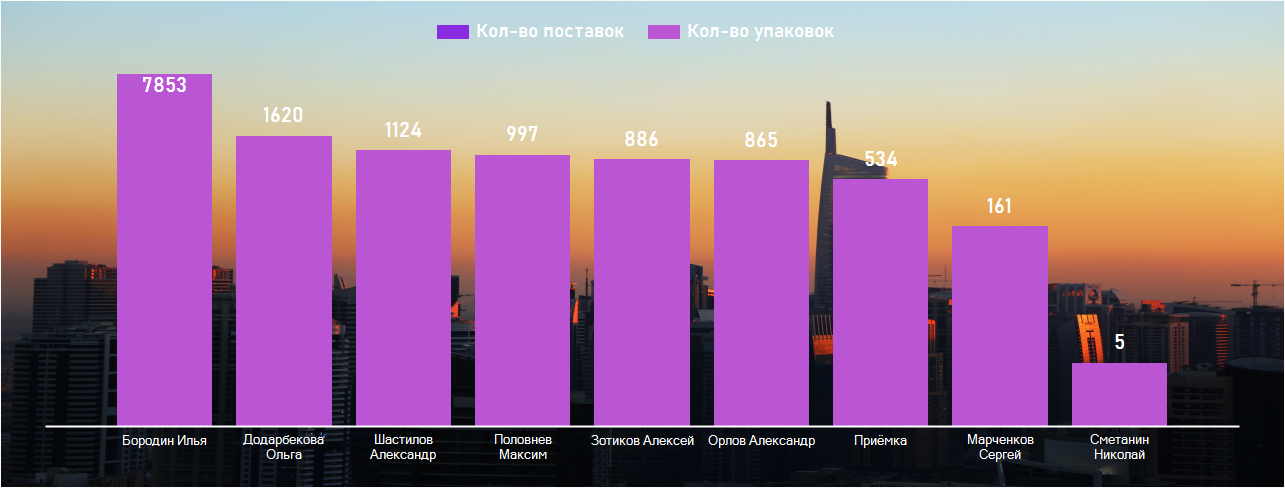 Кол-во поставок Кол-во упаковок
7853
1620
1124
997
886
865
534
161
5
Бородин Илья
Додарбекова
Ольга
Шастилов
Александр
Половнев
Максим
Зотиков Алексей
Орлов Александр
Приёмка
Марченков
Сергей
Сметанин
Николай